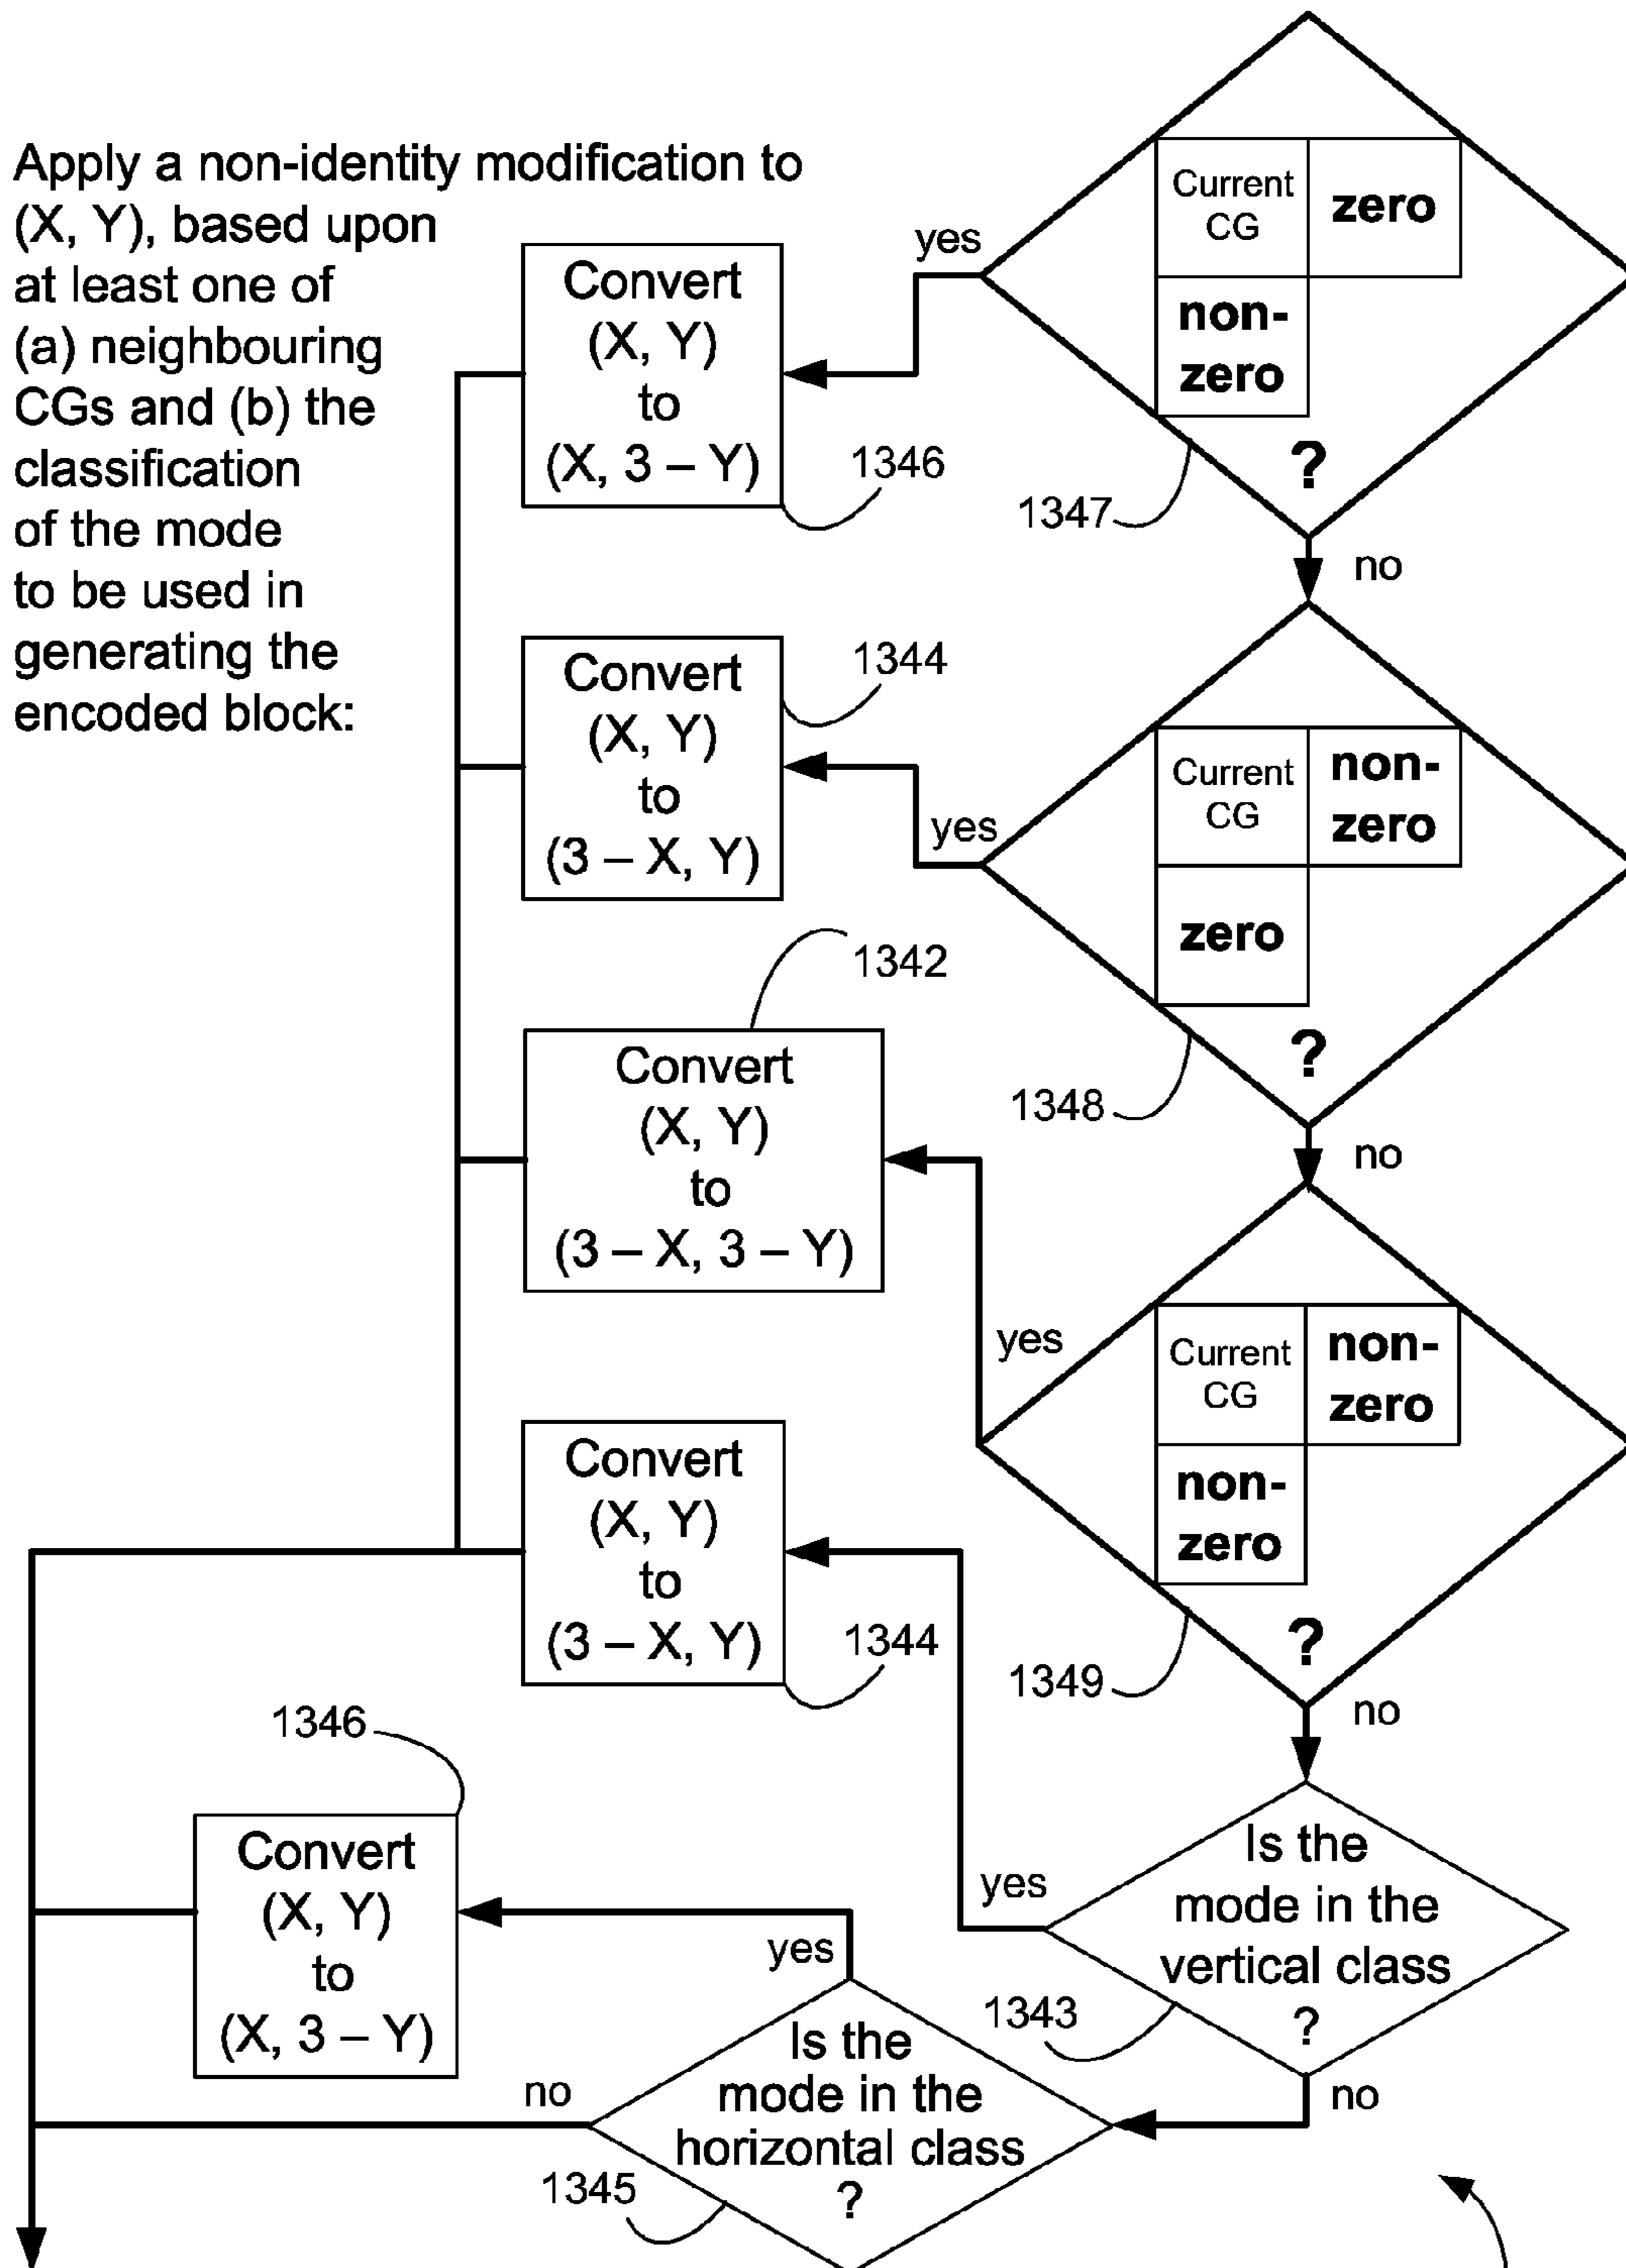 Apply a non-identity modification to
(X, Y), based upon
at least one of
(a) neighbouring
CGs and (b) the
classification
of the mode
to be used in
generating the
encoded block:
Current
CG
zero
non-
zero
?
1347
yes
Convert
(X, Y)
to
(X, 3 – Y)
1346
no
Current
CG
non-
zero
zero
?
1348
yes
Convert
(X, Y)
to
(3 – X, Y)
1344
no
Current
CG
non-
zero
non-
zero
?
1349
yes
1342
Convert
(X, Y)
to
(3 – X, 3 – Y)
no
Is the
mode in the
vertical class
?
1343
yes
Convert
(X, Y)
to
(3 – X, Y)
1344
no
Is the
mode in the
horizontal class
?
1345
yes
1346
Convert
(X, Y)
to
(X, 3 – Y)
no